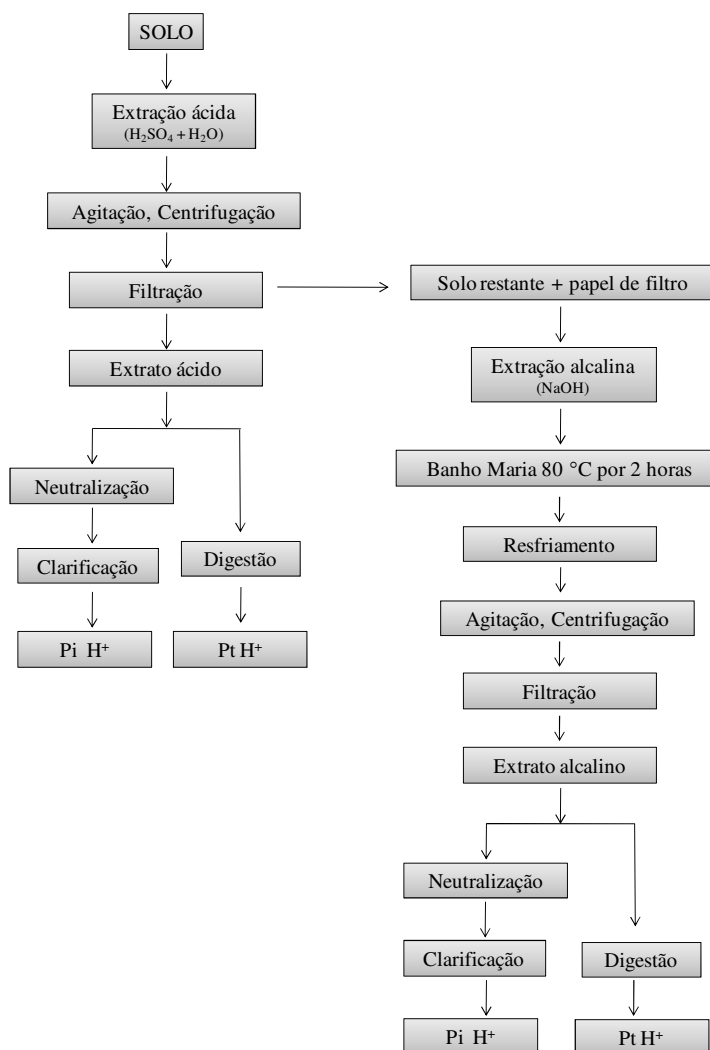 SOLO
Extração ácida
(H₂SO₄ + H₂O)
Agitação, Centrifugação
Filtração
Extrato ácido
Neutralização
Clarificação
Pi H⁺
Digestão
Pt H⁺
Solo restante + papel de filtro
Extração alcalina
(NaOH)
Banho Maria 80 °C por 2 horas
Resfriamento
Agitação, Centrifugação
Filtração
Extrato alcalino
Neutralização
Clarificação
Pi H⁺
Digestão
Pt H⁺